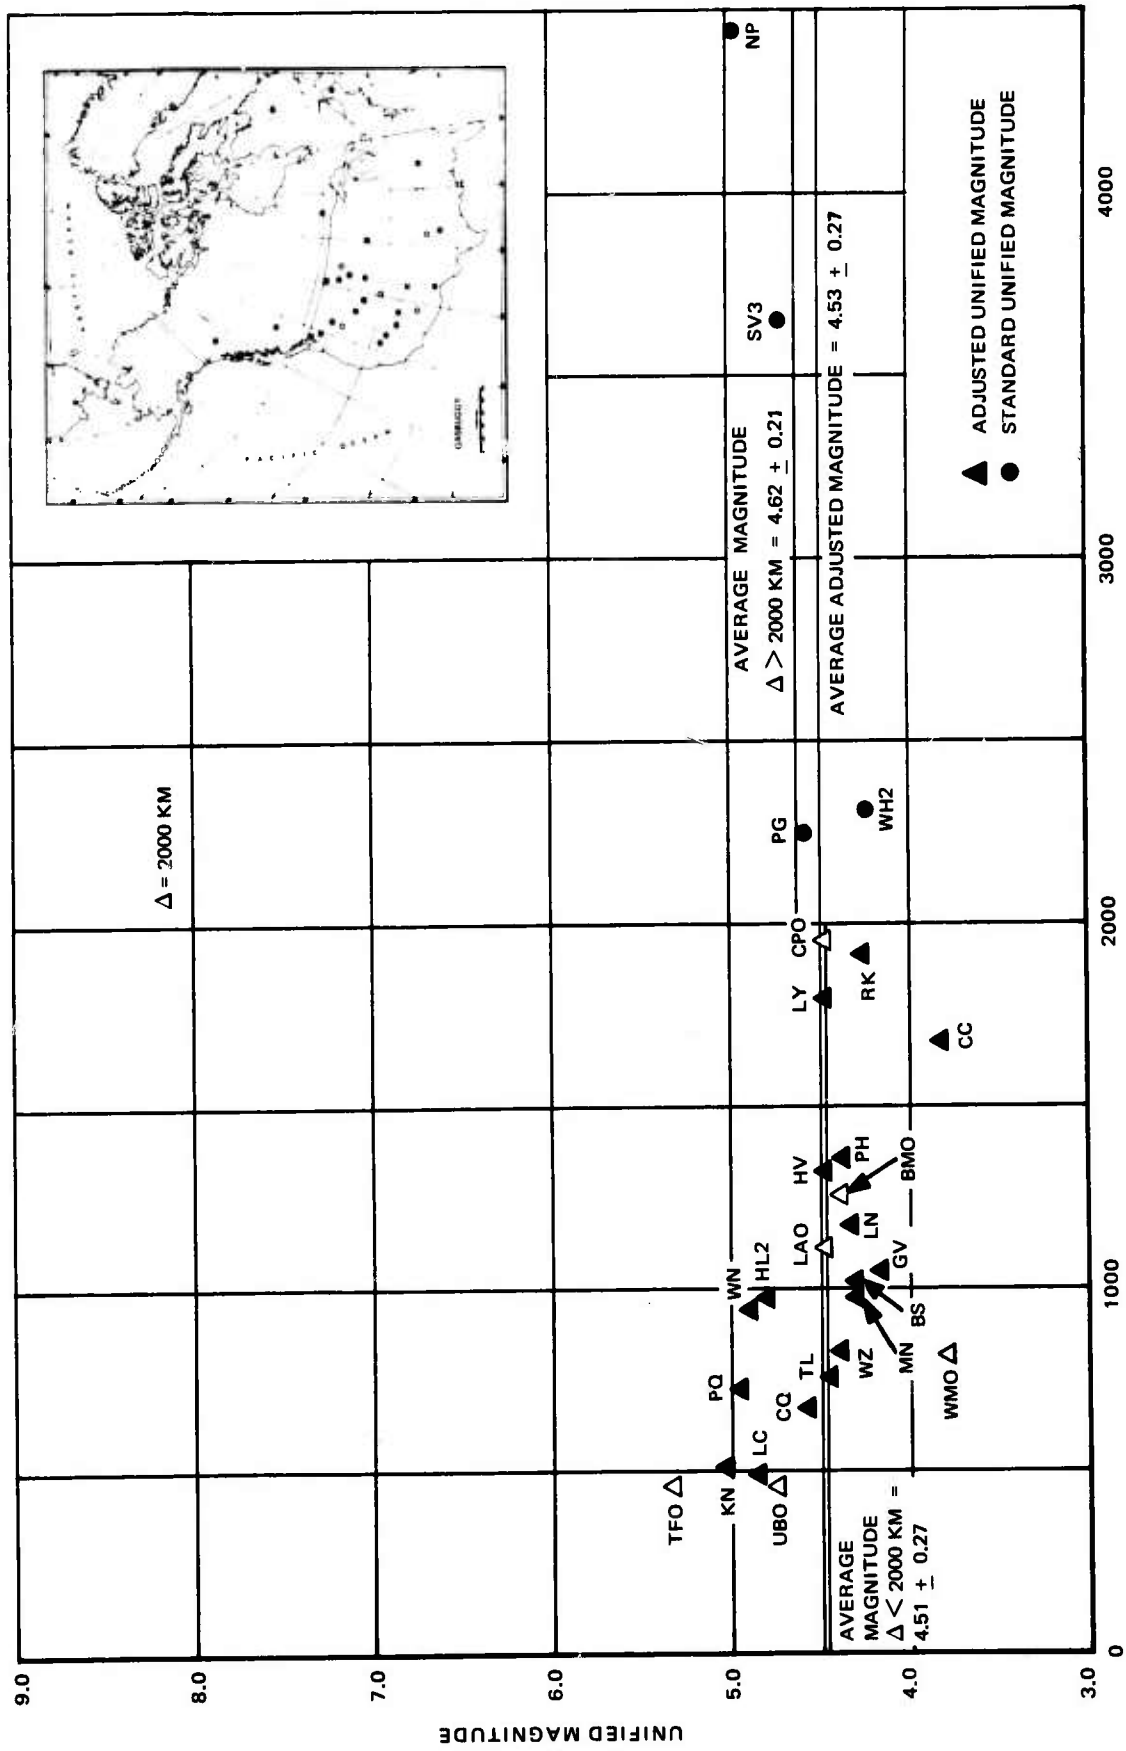 UNIFIED MAGNITUDE
9.0
8.0
7.0
6.0
5.0
4.0
3.0
0
1000
2000
3000
4000
Δ = 2000 KM
AVERAGE MAGNITUDE
Δ > 2000 KM = 4.62 ± 0.21
AVERAGE ADJUSTED MAGNITUDE = 4.53 ± 0.27
AVERAGE
MAGNITUDE
Δ < 2000 KM =
4.51 ± 0.27
▲ ADJUSTED UNIFIED MAGNITUDE
● STANDARD UNIFIED MAGNITUDE
TFO
KN
UBO
LC
PQ
CQ
TL
WZ
MN
WMO
BS
WN
HL2
GV
LAO
LN
BMO
HV
PH
CC
LY
RK
CPO
PG
WH2
SV3
NP
GASBUGGY
PACIFIC